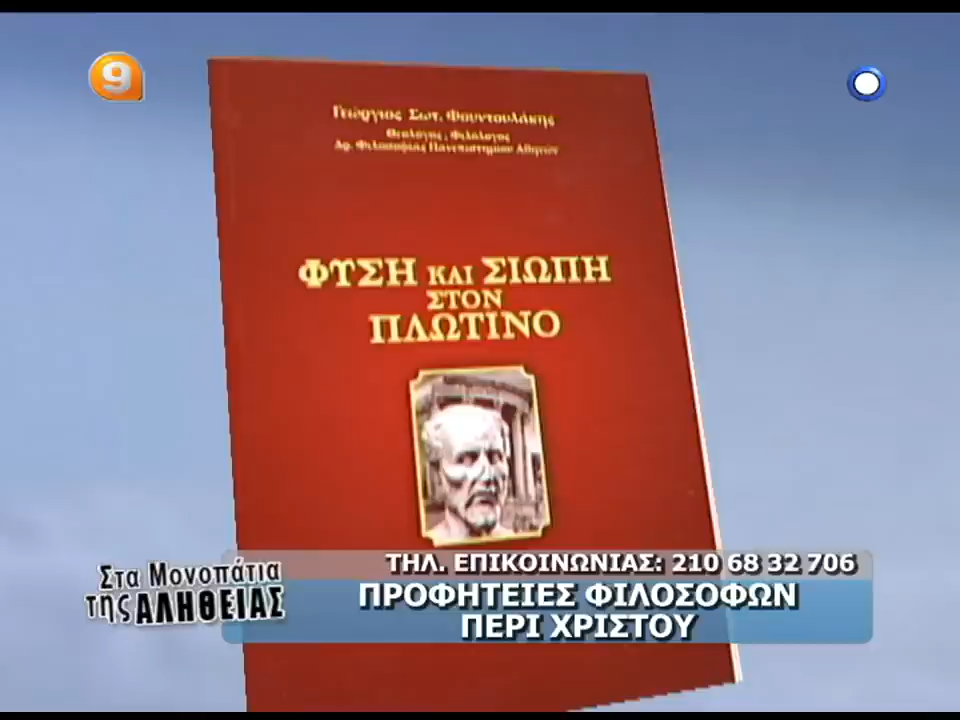 9
Γεώργιος Σωτ. Φουντουλάκης
Θεολόγος, Φιλόλογος
Δρ. Φιλοσοφίας Πανεπιστημίου Αθηνών
ΦΥΣΗ ΚΑΙ ΣΙΩΠΗ
ΣΤΟΝ
ΠΛΩΤΙΝΟ
ΤΗΛ. ΕΠΙΚΟΙΝΩΝΙΑΣ: 210 68 32 706
Στα Μονοπάτια
της ΑΛΗΘΕΙΑΣ
ΠΡΟΦΗΤΕΙΕΣ ΦΙΛΟΣΟΦΩΝ
ΠΕΡΙ ΧΡΙΣΤΟΥ